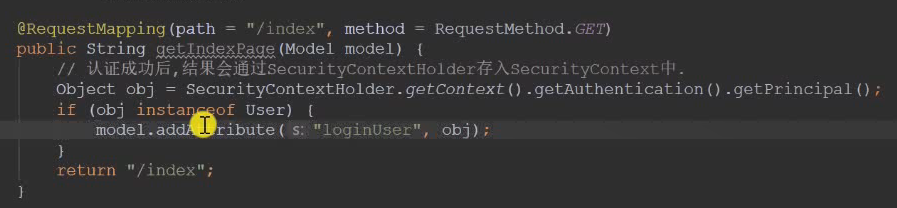 @RequestMapping(path = "/index", method = RequestMethod.GET)
public String getIndexPage(Model model) {
// 认证成功后,结果会通过SecurityContextHolder存入SecurityContext中.
Object obj = SecurityContextHolder.getContext().getAuthentication().getPrincipal();
if (obj instanceof User) {
model.addAttribute( s: "loginUser", obj);
}
return "/index";
}